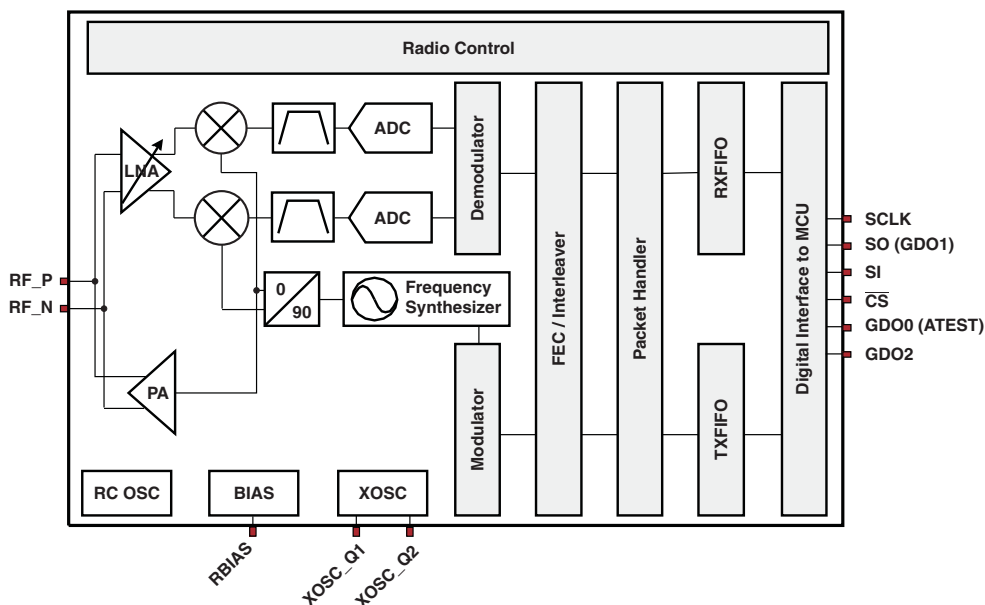 Radio Control
LNA
ADC
ADC
Demodulator
FEC / Interleaver
Packet Handler
RXFIFO
Digital Interface to MCU
SCLK
SO (GDO1)
SI
CS
GDO0 (ATEST)
GDO2
RF_P
RF_N
0
90
Frequency
Synthesizer
PA
Modulator
TXFIFO
RC OSC
BIAS
XOSC
RBIAS
XOSC_Q1
XOSC_Q2